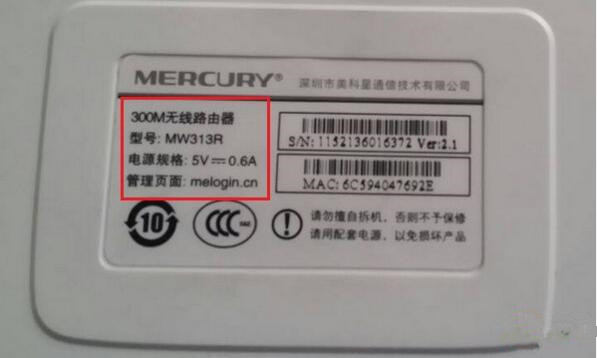 MERCURY® 深圳市美科星通信技术有限公司
300M无线路由器
型号: MW313R
电源规格: 5V⎓0.6A
管理页面: melogin.cn
S/N: 1152136016372 Ver:2.1
MAC: 6C594047692E
10
CCC S&E
请勿擅自拆机，否则不予保修
请用配套电源，以免损坏产品